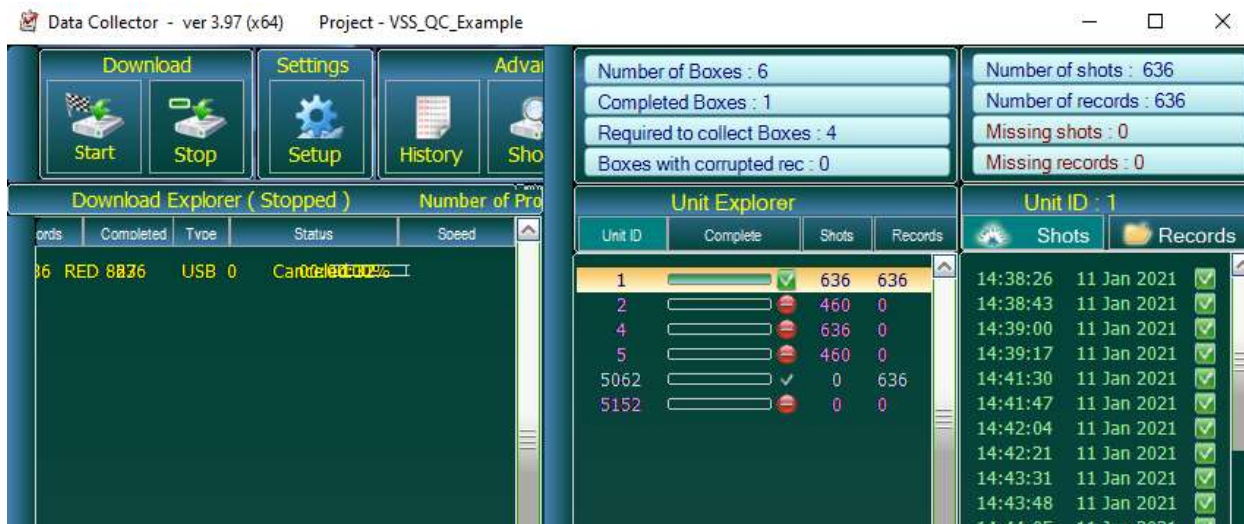 Data Collector - ver 3.97 (x64) Project - VSS_QC_Example
Download
Start
Stop
Settings
Setup
Adva
History
Sho
Number of Boxes : 6
Completed Boxes : 1
Required to collect Boxes : 4
Boxes with corrupted rec : 0
Number of shots : 636
Number of records : 636
Missing shots : 0
Missing records : 0
Download Explorer ( Stopped ) Number of Pro
ords Completed Type Status Speed
36 RED USB 0
Unit Explorer
Unit ID Complete Shots Records
1 636 636
2 460 0
4 636 0
5 460 0
5062 0 636
5152 0 0
Unit ID : 1
Shots Records
14:38:26 11 Jan 2021
14:38:43 11 Jan 2021
14:39:00 11 Jan 2021
14:39:17 11 Jan 2021
14:41:30 11 Jan 2021
14:41:47 11 Jan 2021
14:42:04 11 Jan 2021
14:42:21 11 Jan 2021
14:43:31 11 Jan 2021
14:43:48 11 Jan 2021